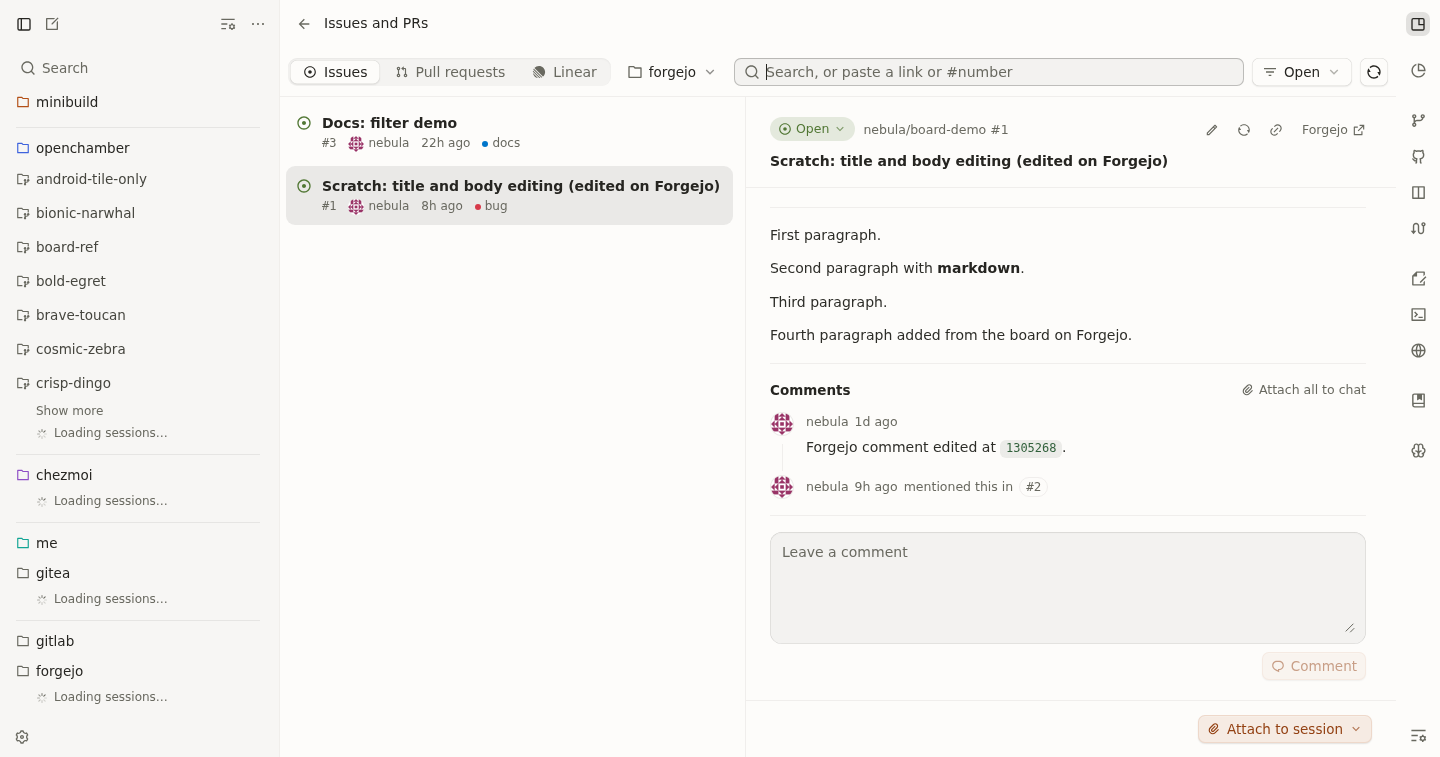 Search
minibuild
openchamber
android-tile-only
bionic-narwhal
board-ref
bold-egret
brave-toucan
cosmic-zebra
crisp-dingo
Show more
Loading sessions...
chezmoi
Loading sessions...
me
gitea
Loading sessions...
gitlab
forgejo
Loading sessions...
Issues and PRs
Issues
Pull requests
Linear
forgejo
Search, or paste a link or #number
Open
Docs: filter demo
#3 nebula 22h ago docs
Scratch: title and body editing (edited on Forgejo)
#1 nebula 8h ago bug
Open nebula/board-demo #1 Forgejo
Scratch: title and body editing (edited on Forgejo)
First paragraph.
Second paragraph with markdown.
Third paragraph.
Fourth paragraph added from the board on Forgejo.
Comments Attach all to chat
nebula 1d ago
Forgejo comment edited at 1305268.
nebula 9h ago mentioned this in #2
Leave a comment
Comment
Attach to session